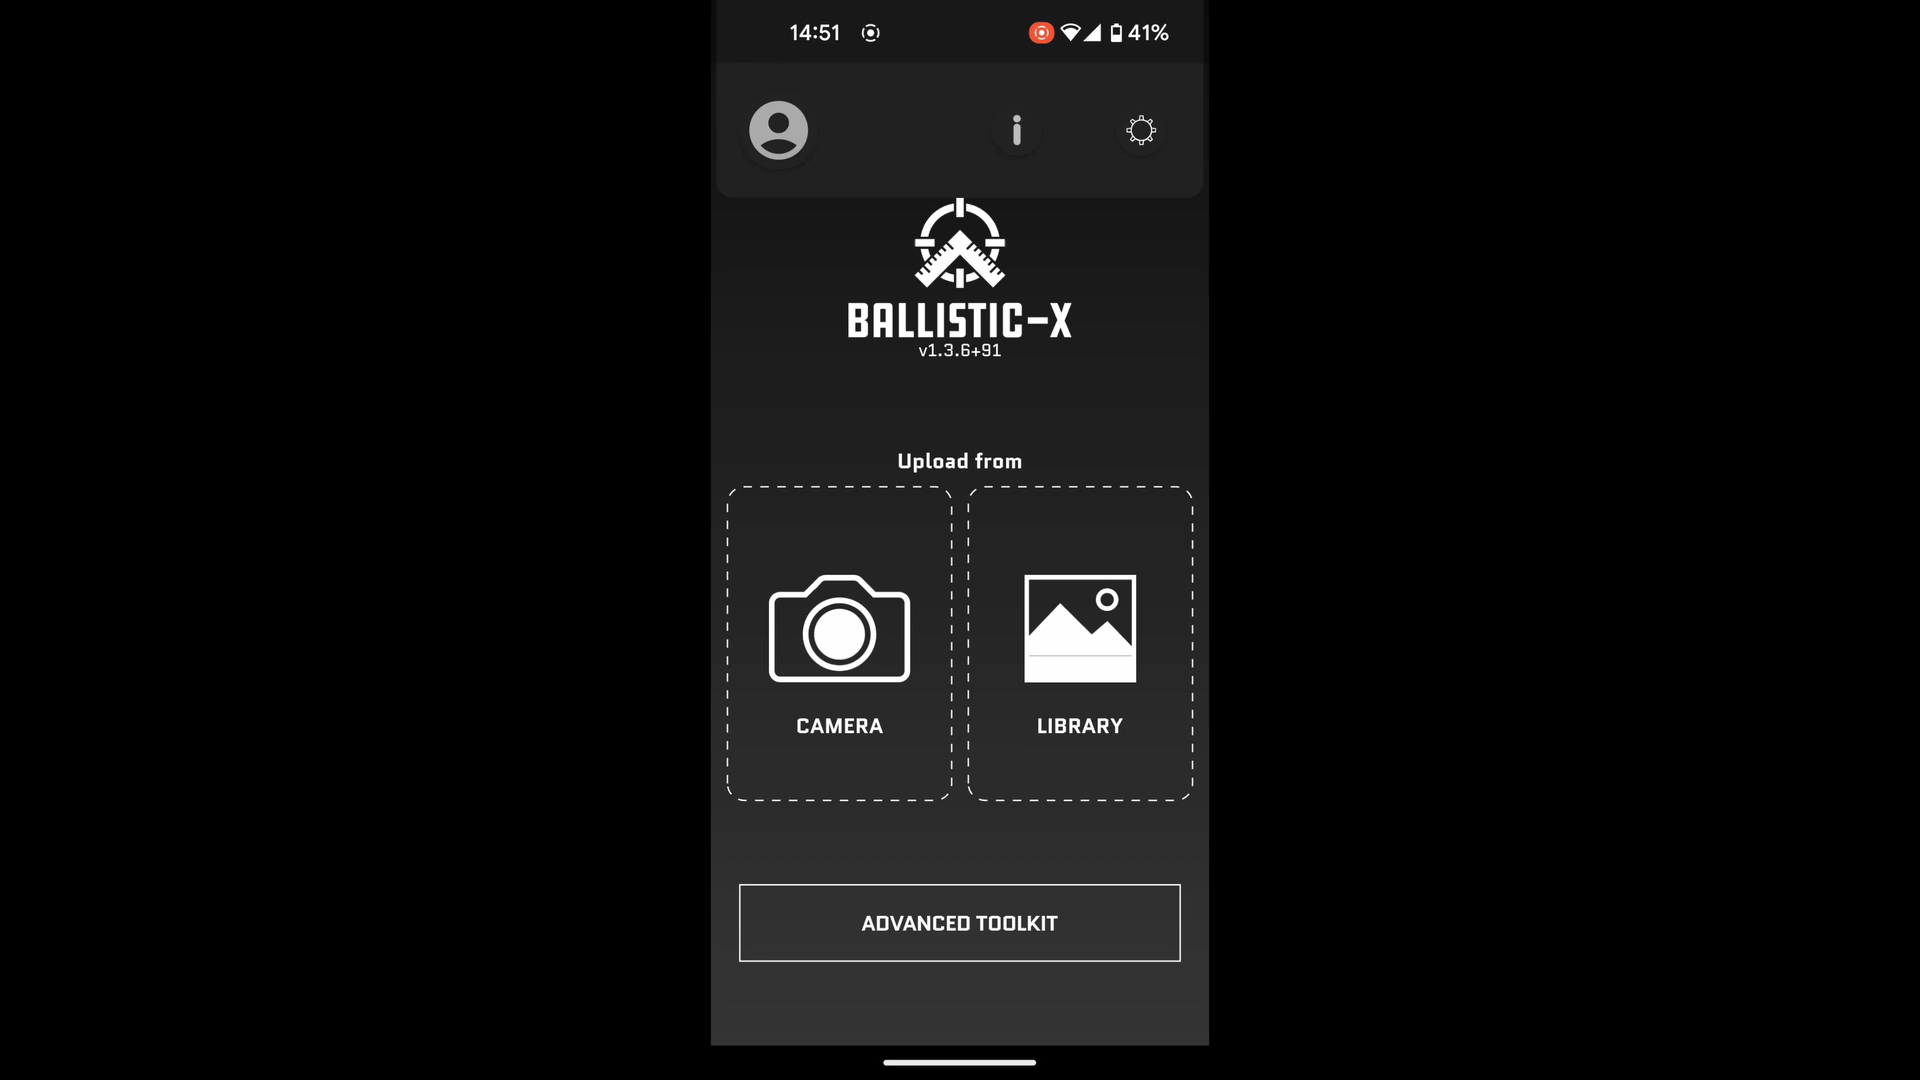 14:51 41%
BALLISTIC-X
v1.3.6+91
Upload from
CAMERA LIBRARY
ADVANCED TOOLKIT